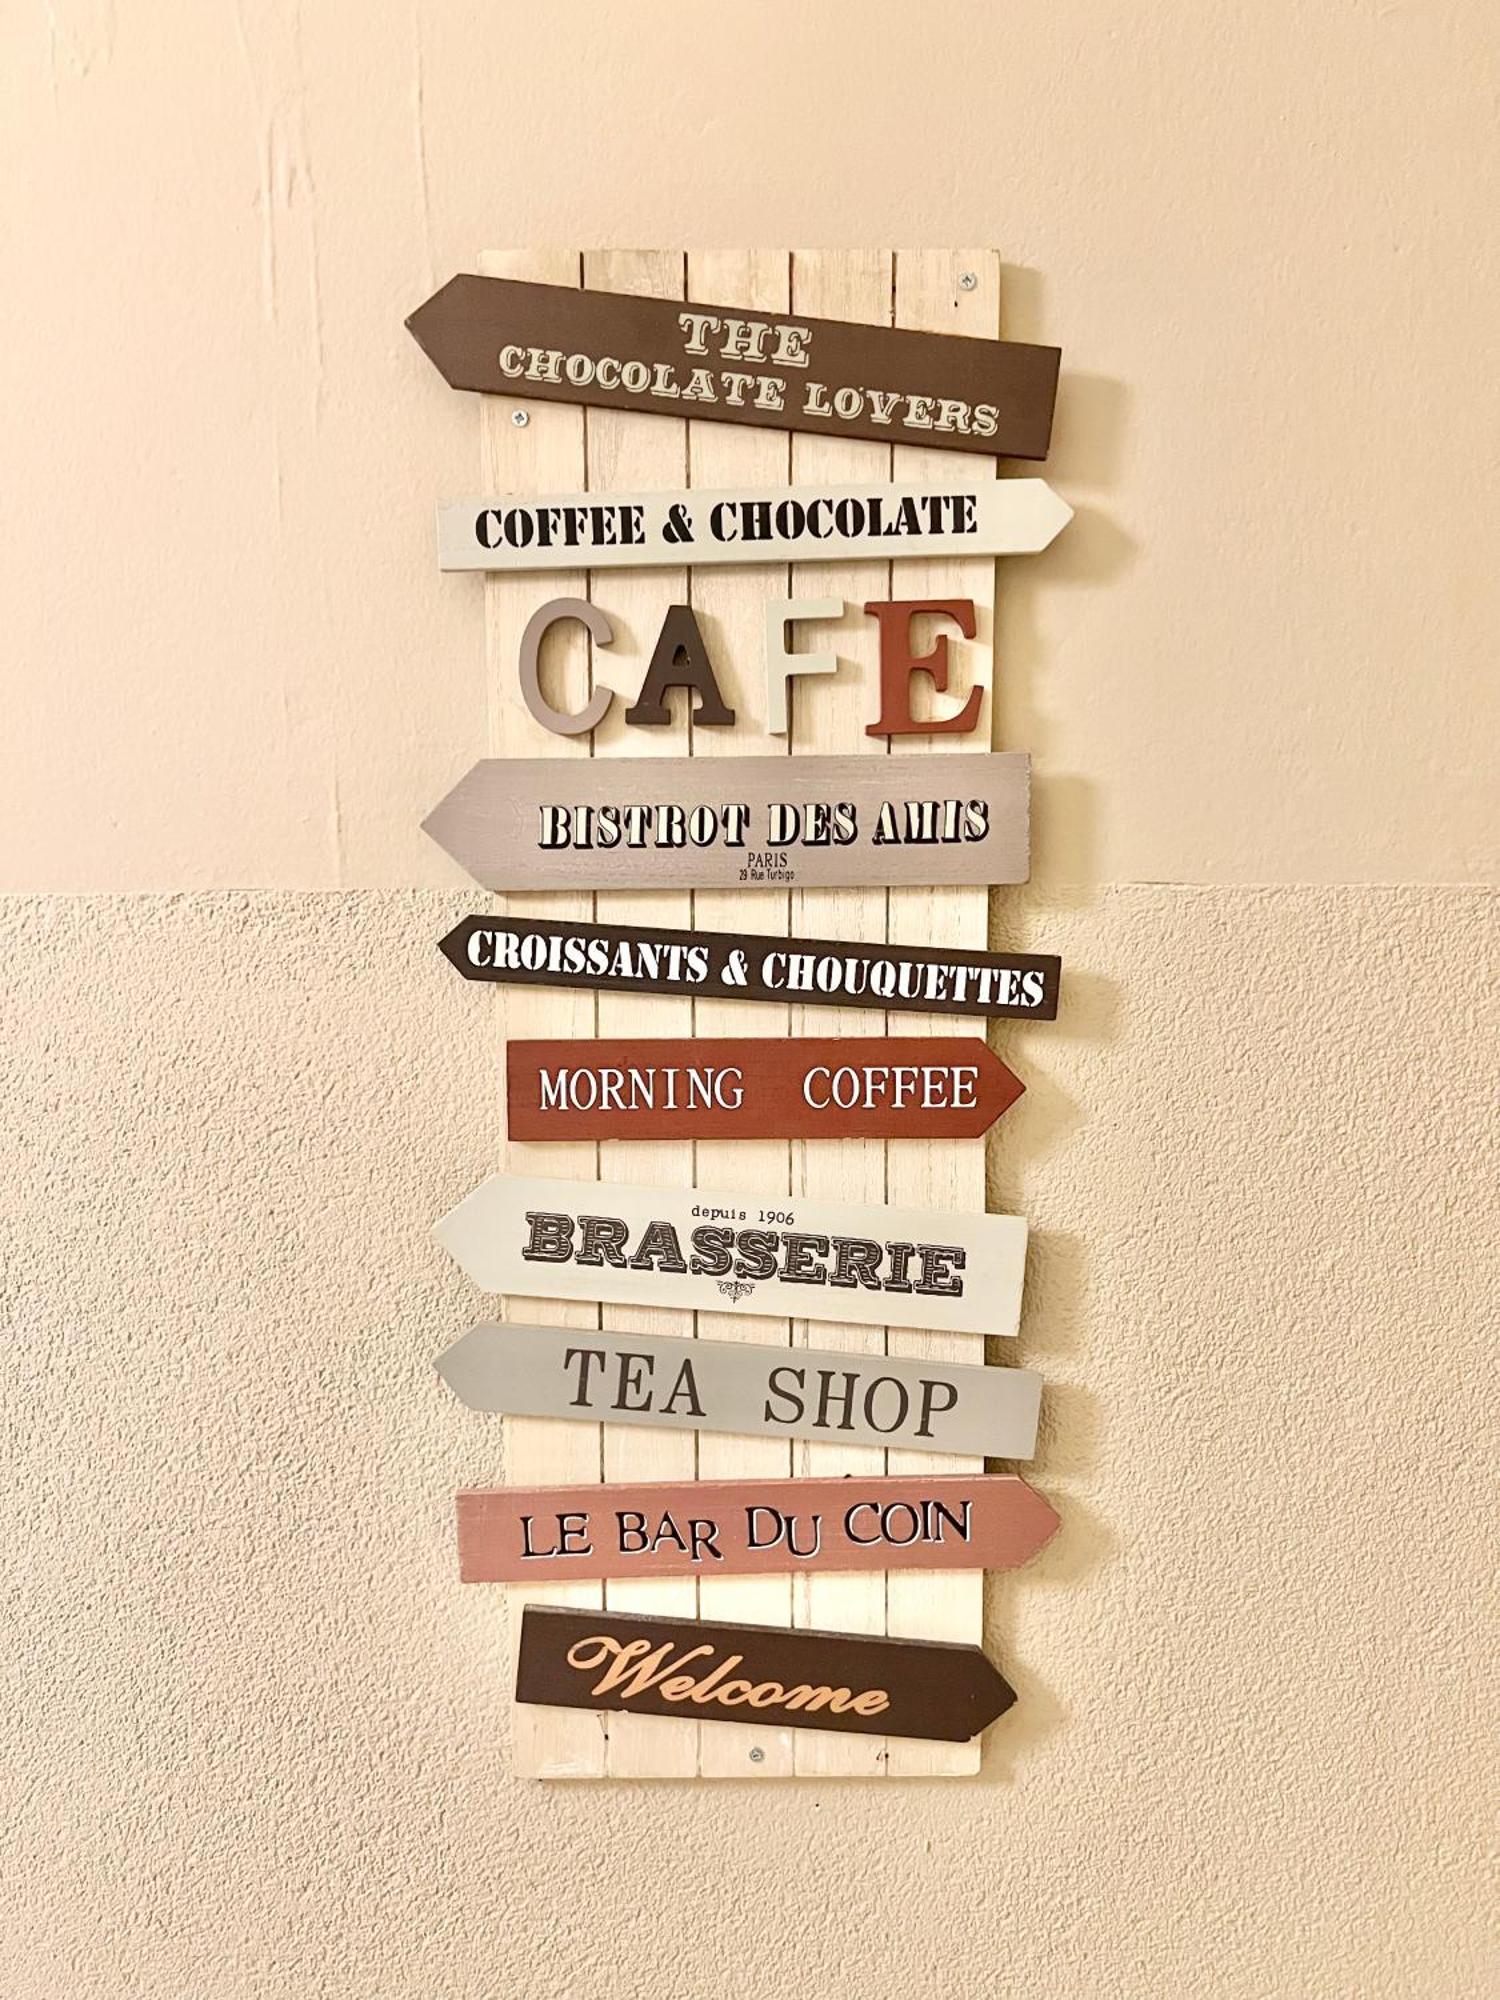 THE
CHOCOLATE LOVERS
COFFEE & CHOCOLATE
CAFE
BISTROT DES AMIS
PARIS
29 Rue Turbigo
CROISSANTS & CHOUQUETTES
MORNING COFFEE
depuis 1906
BRASSERIE
TEA SHOP
LE BAR DU COIN
Welcome